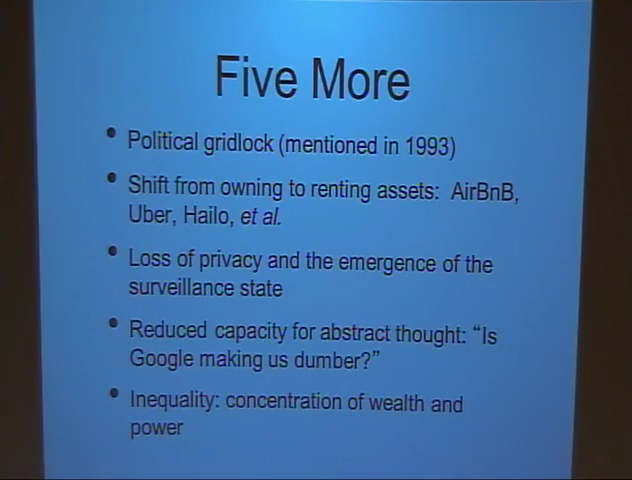 Five More
• Political gridlock (mentioned in 1993)
• Shift from owning to renting assets: AirBnB,
Uber, Hailo, et al.
• Loss of privacy and the emergence of the
surveillance state
• Reduced capacity for abstract thought: “Is
Google making us dumber?”
• Inequality: concentration of wealth and
power